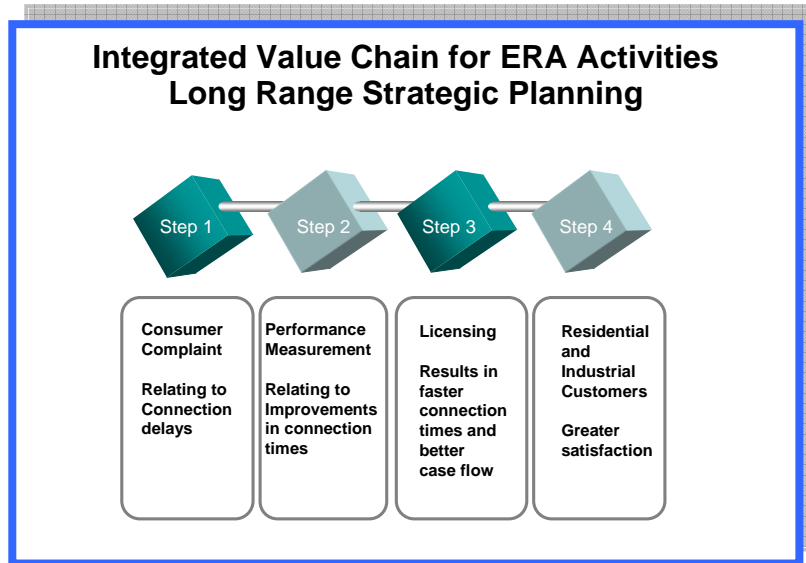 Integrated Value Chain for ERA Activities
Long Range Strategic Planning
Step 1
Step 2
Step 3
Step 4
Consumer
Complaint
Relating to
Connection
delays
Performance
Measurement
Relating to
Improvements
in connection
times
Licensing
Results in
faster
connection
times and
better
case flow
Residential
and
Industrial
Customers
Greater
satisfaction